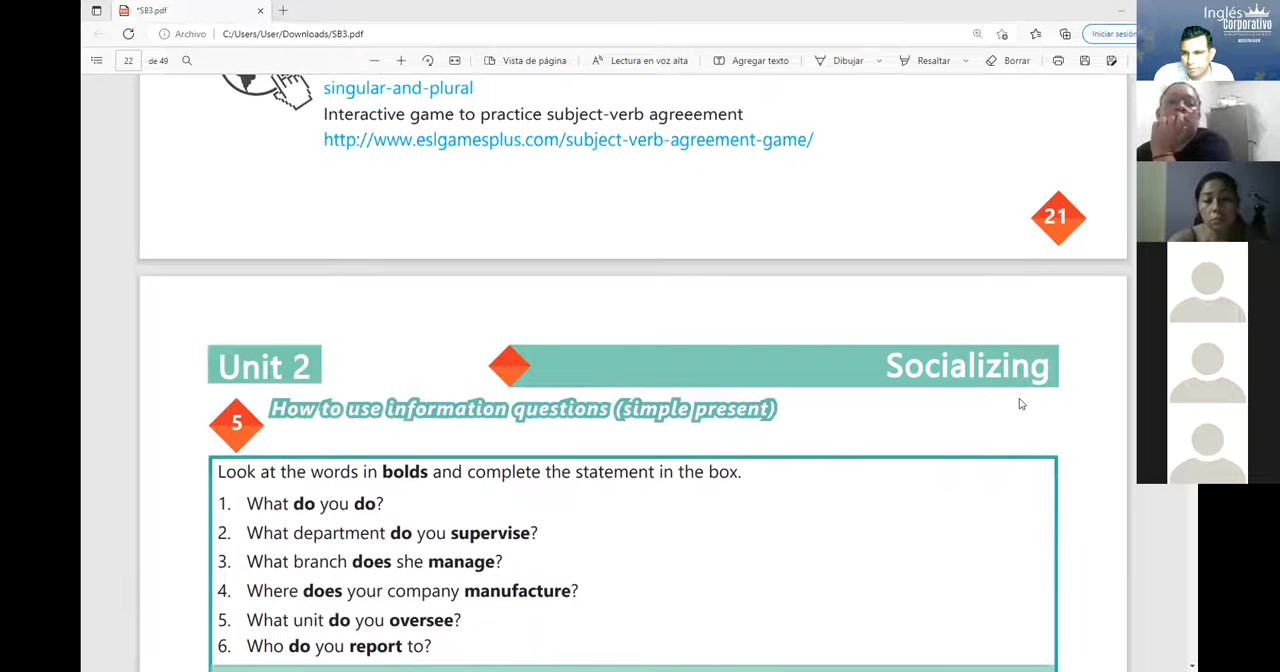 *SB3.pdf
Archivo
C:/Users/User/Downloads/SB3.pdf
Iniciar sesión
22
de 49
Vista de página
Lectura en voz alta
Agregar texto
Dibujar
Resaltar
Borrar
Inglés
Corporativo
BEGINNER
singular-and-plural
Interactive game to practice subject-verb agreeement
http://www.eslgamesplus.com/subject-verb-agreement-game/
21
Unit 2
Socializing
5
How to use information questions (simple present)
Look at the words in bolds and complete the statement in the box.
1. What do you do?
2. What department do you supervise?
3. What branch does she manage?
4. Where does your company manufacture?
5. What unit do you oversee?
6. Who do you report to?